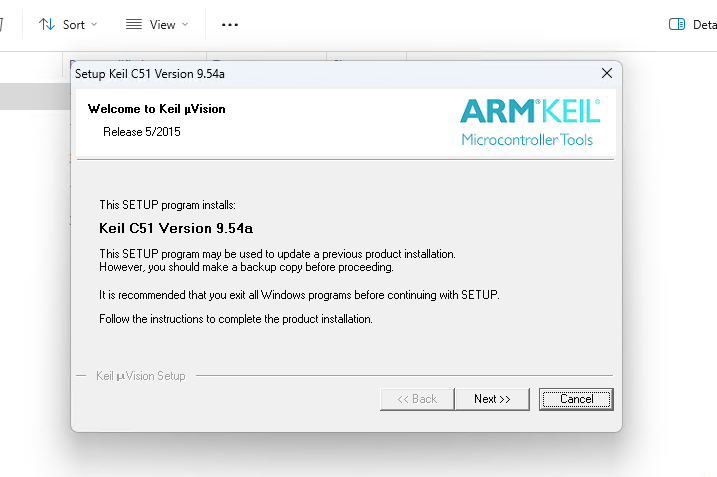 Sort
View
Deta
Setup Keil C51 Version 9.54a
Welcome to Keil µVision
Release 5/2015
ARM®KEIL®
Microcontroller Tools
This SETUP program installs:
Keil C51 Version 9.54a
This SETUP program may be used to update a previous product installation.
However, you should make a backup copy before proceeding.
It is recommended that you exit all Windows programs before continuing with SETUP.
Follow the instructions to complete the product installation.
Keil µVision Setup
<< Back
Next >>
Cancel